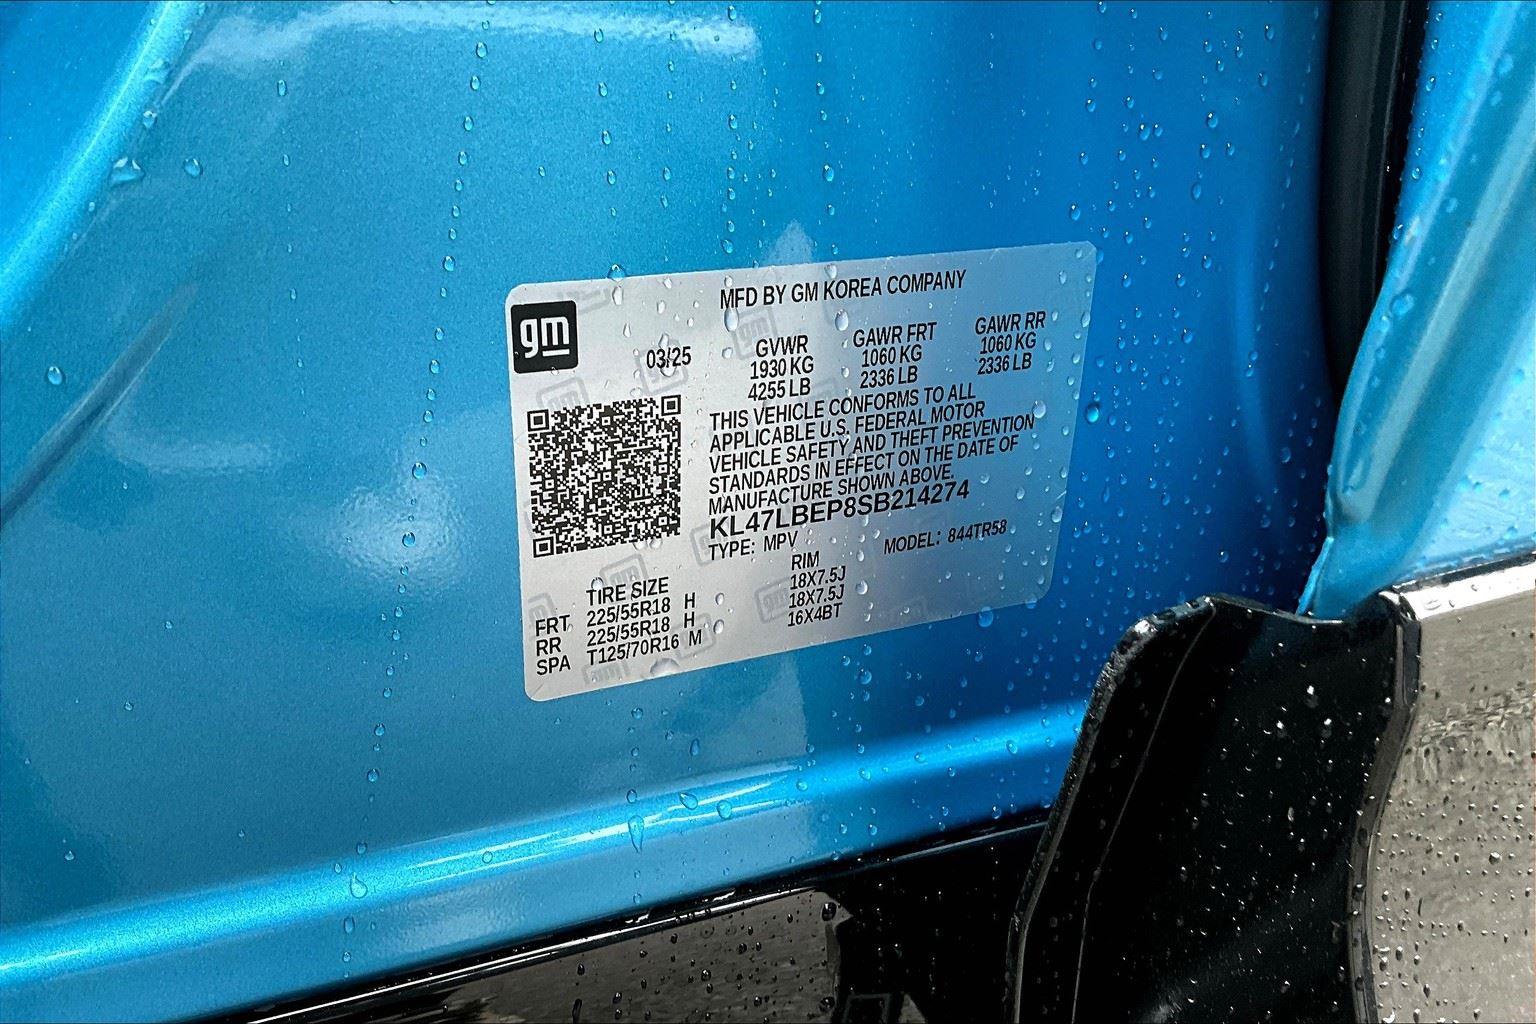 gm
MFD BY GM KOREA COMPANY
03/25
GVWR GAWR FRT GAWR RR
1930 KG 1060 KG 1060 KG
4255 LB 2336 LB 2336 LB
THIS VEHICLE CONFORMS TO ALL
APPLICABLE U.S. FEDERAL MOTOR
VEHICLE SAFETY AND THEFT PREVENTION
STANDARDS IN EFFECT ON THE DATE OF
MANUFACTURE SHOWN ABOVE.
KL47LBEP8SB214274
TYPE: MPV MODEL: 844TR58
TIRE SIZE RIM
FRT 225/55R18 H 18X7.5J
RR 225/55R18 H 18X7.5J
SPA T125/70R16 M 16X4BT